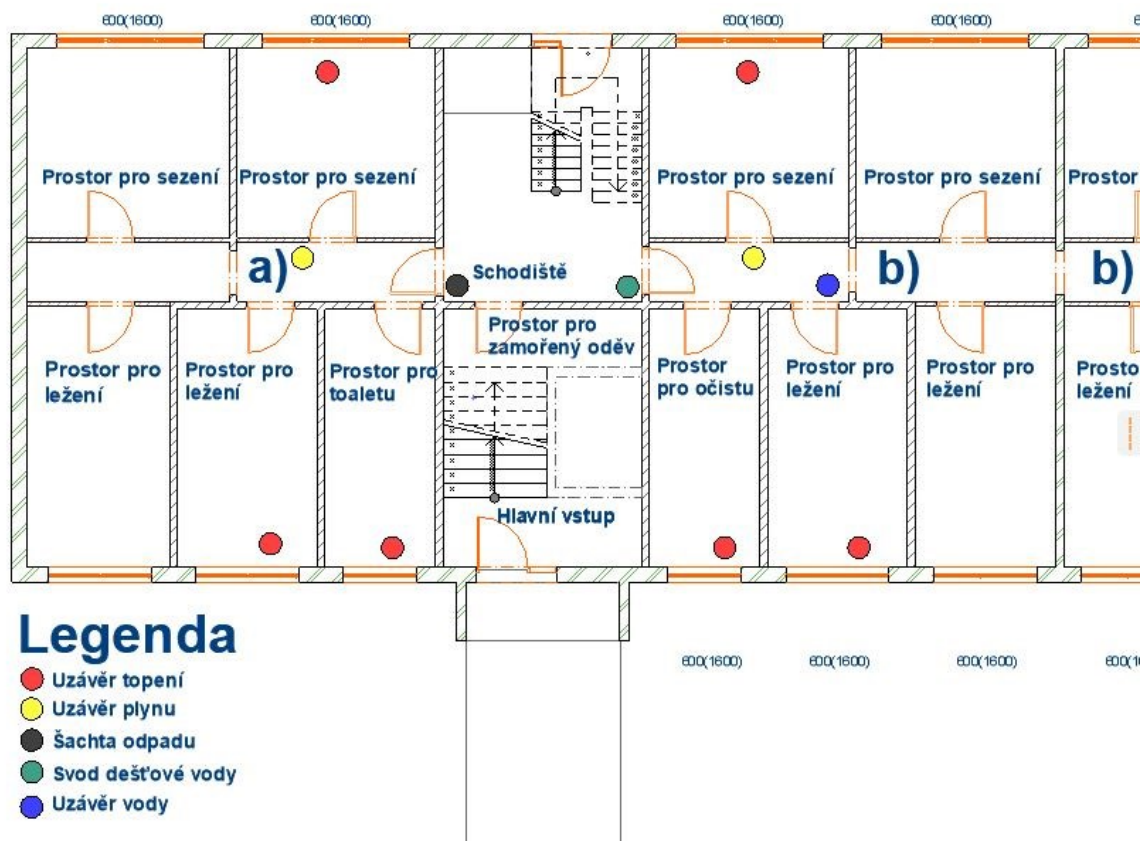 600(1600)
600(1600)
600(1600)
600(1600)
Prostor pro sezení
Prostor pro sezení
Prostor pro sezení
Prostor pro sezení
Prostor
a)
Schodiště
b)
b)
Prostor pro
ležení
Prostor pro
ležení
Prostor pro
toaletu
Prostor pro
zamořený oděv
Prostor
pro očistu
Prostor pro
ležení
Prostor pro
ležení
Prostor
ležení
Hlavní vstup
Legenda
Uzávěr topení
Uzávěr plynu
Šachta odpadu
Svod dešťové vody
Uzávěr vody
600(1600)
600(1600)
600(1600)